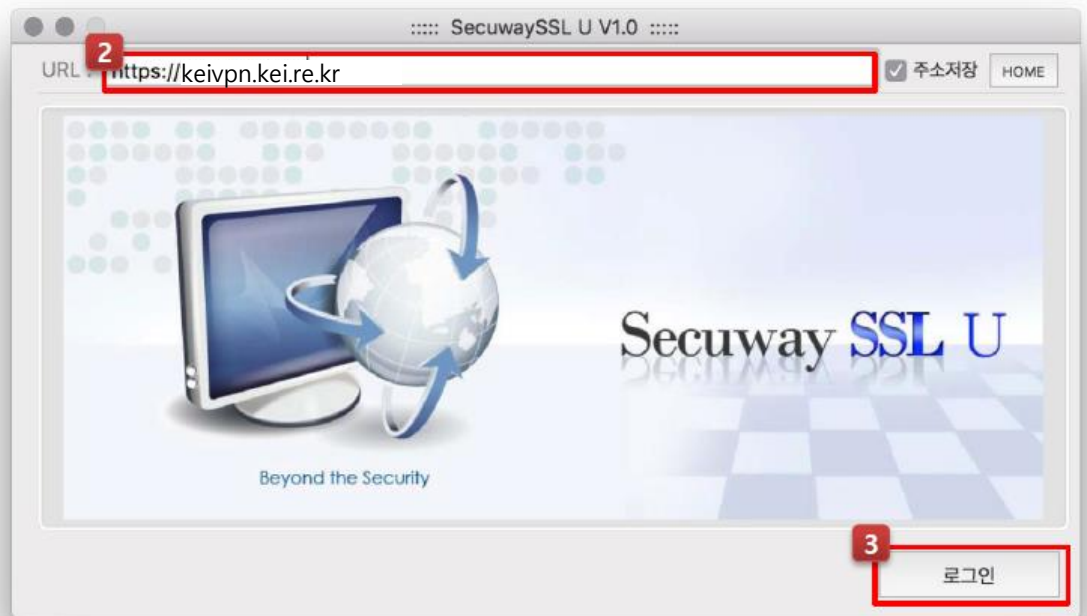 ::::: SecuwaySSL U V1.0 :::::
2
URL : https://keivpn.kei.re.kr 주소저장 HOME
Secuway SSL U
Beyond the Security
3
로그인